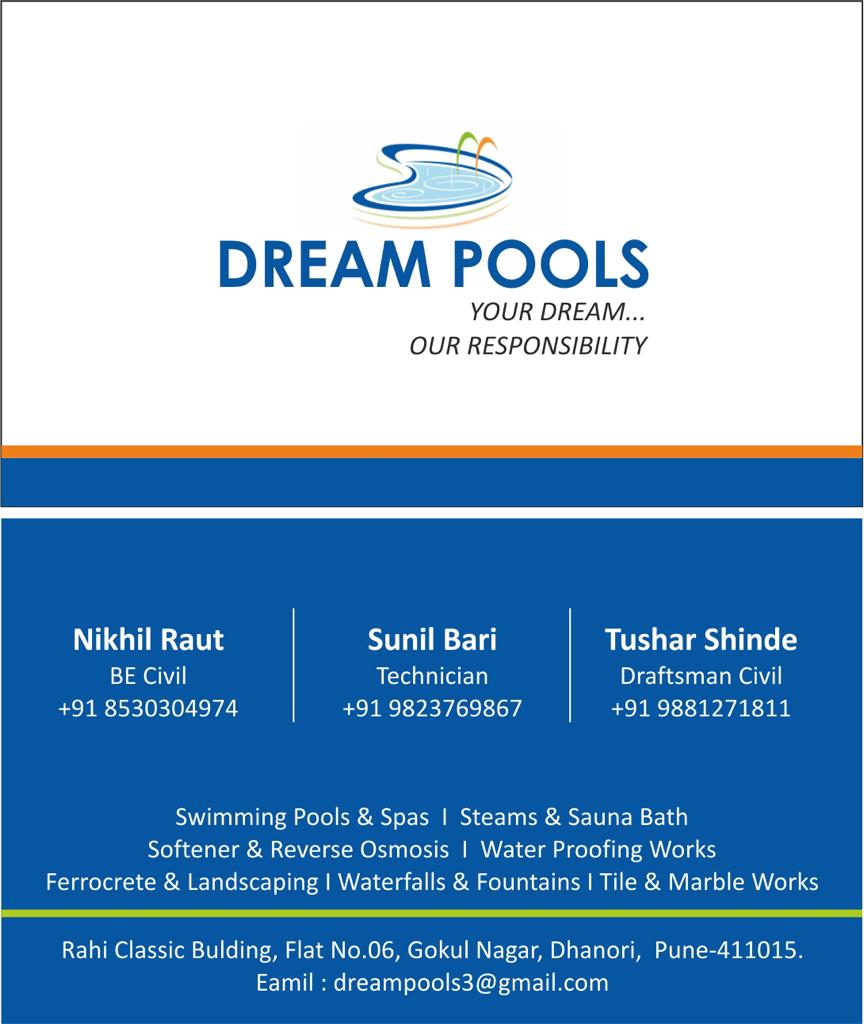 DREAM POOLS
YOUR DREAM...
OUR RESPONSIBILITY
Nikhil Raut
BE Civil
+91 8530304974
Sunil Bari
Technician
+91 9823769867
Tushar Shinde
Draftsman Civil
+91 9881271811
Swimming Pools & Spas I Steams & Sauna Bath
Softener & Reverse Osmosis I Water Proofing Works
Ferrocrete & Landscaping I Waterfalls & Fountains I Tile & Marble Works
Rahi Classic Bulding, Flat No.06, Gokul Nagar, Dhanori, Pune-411015.
Eamil : dreampools3@gmail.com